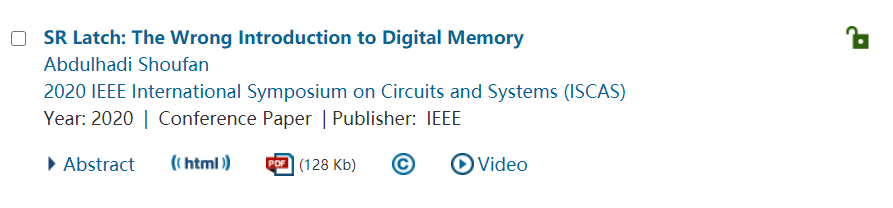 SR Latch: The Wrong Introduction to Digital Memory
Abdulhadi Shoufan
2020 IEEE International Symposium on Circuits and Systems (ISCAS)
Year: 2020 | Conference Paper | Publisher: IEEE
Abstract ((html)) PDF (128 Kb) © Video